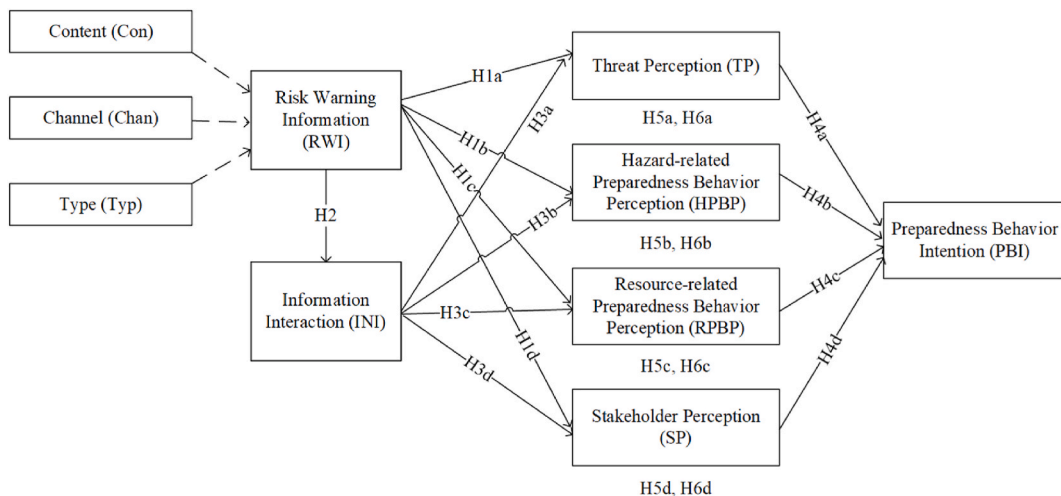 Content (Con)
Channel (Chan)
Type (Typ)
Risk Warning
Information
(RWI)
H2
Information
Interaction (INI)
H1a
H1b
H1c
H1d
H3a
H3b
H3c
H3d
Threat Perception (TP)
H5a, H6a
Hazard-related
Preparedness Behavior
Perception (HPBP)
H5b, H6b
Resource-related
Preparedness Behavior
Perception (RPBP)
H5c, H6c
Stakeholder Perception
(SP)
H5d, H6d
H4a
H4b
H4c
H4d
Preparedness Behavior
Intention (PBI)